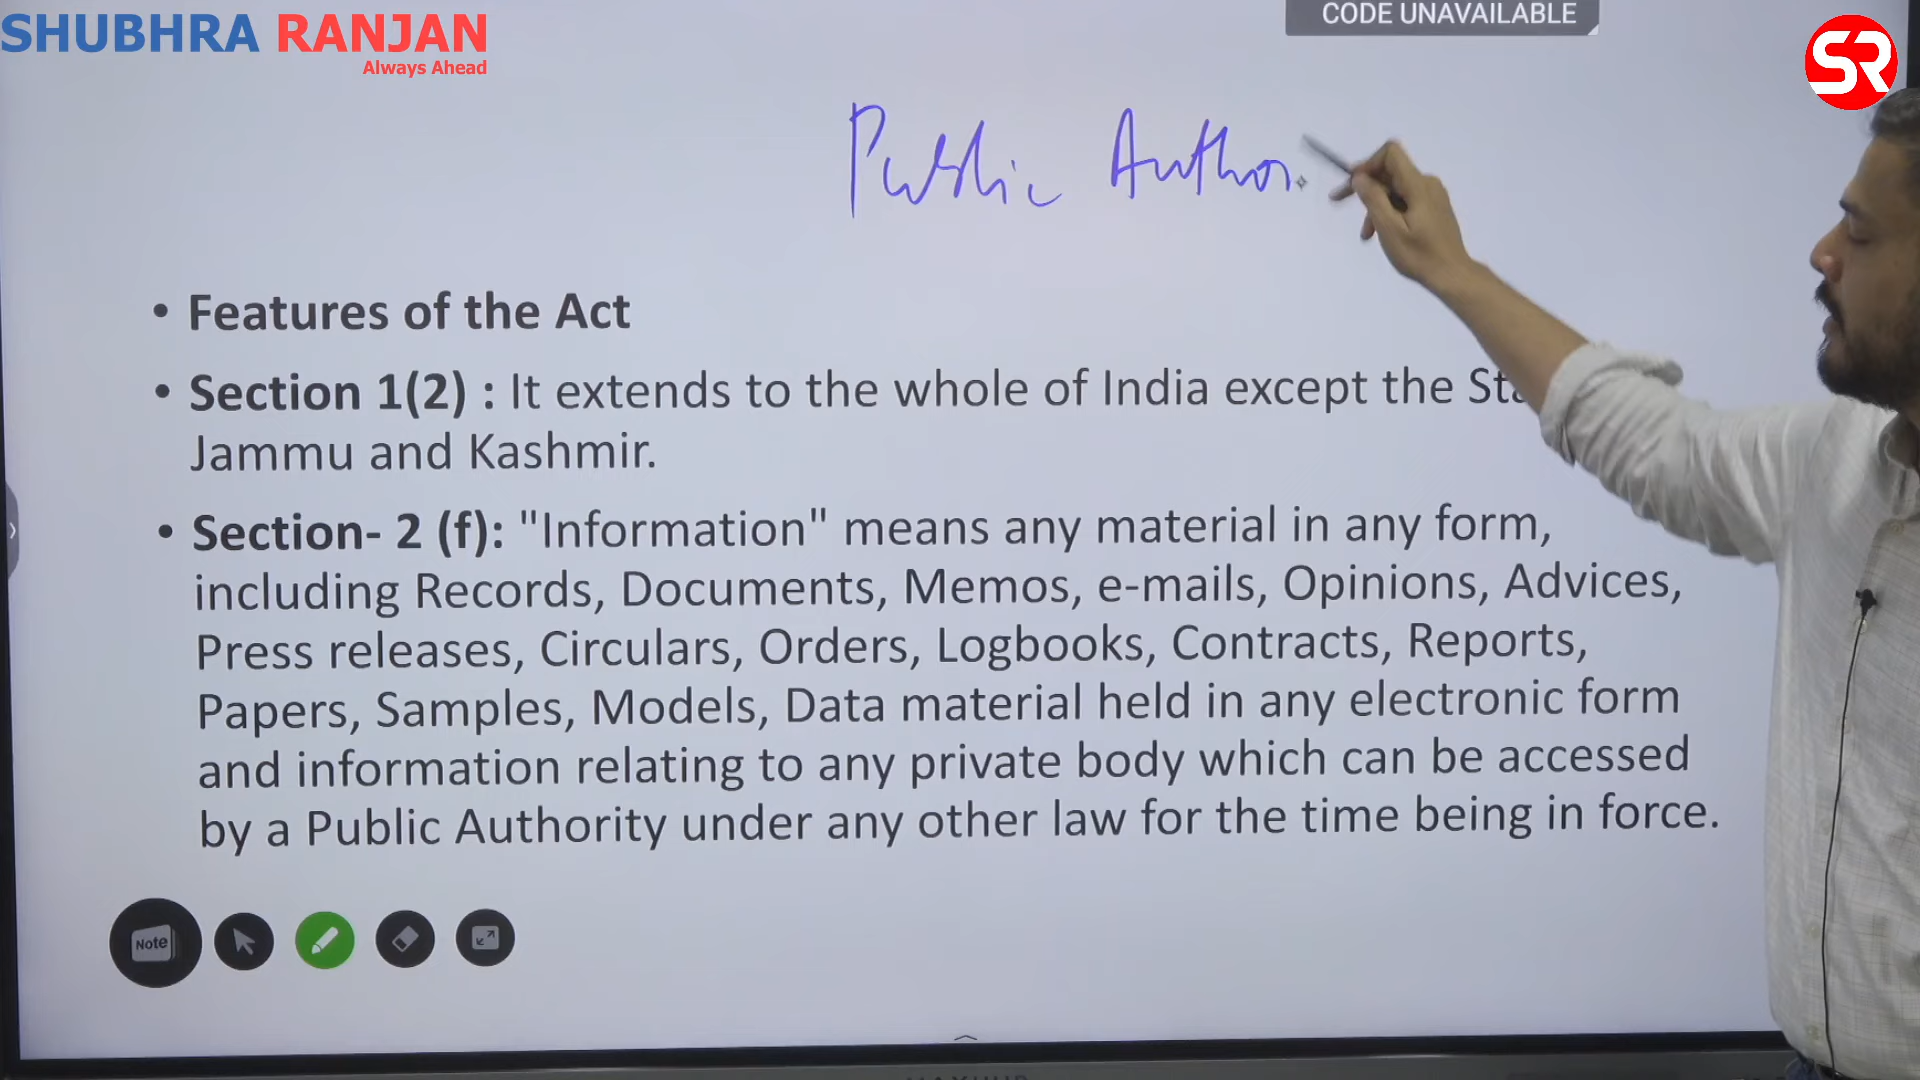 SHUBHRA RANJAN
Always Ahead
CODE UNAVAILABLE
SR
Public Author
• Features of the Act
• Section 1(2) : It extends to the whole of India except the
Jammu and Kashmir.
• Section- 2 (f): "Information" means any material in any form,
including Records, Documents, Memos, e-mails, Opinions, Advices,
Press releases, Circulars, Orders, Logbooks, Contracts, Reports,
Papers, Samples, Models, Data material held in any electronic form
and information relating to any private body which can be accessed
by a Public Authority under any other law for the time being in force.
Note